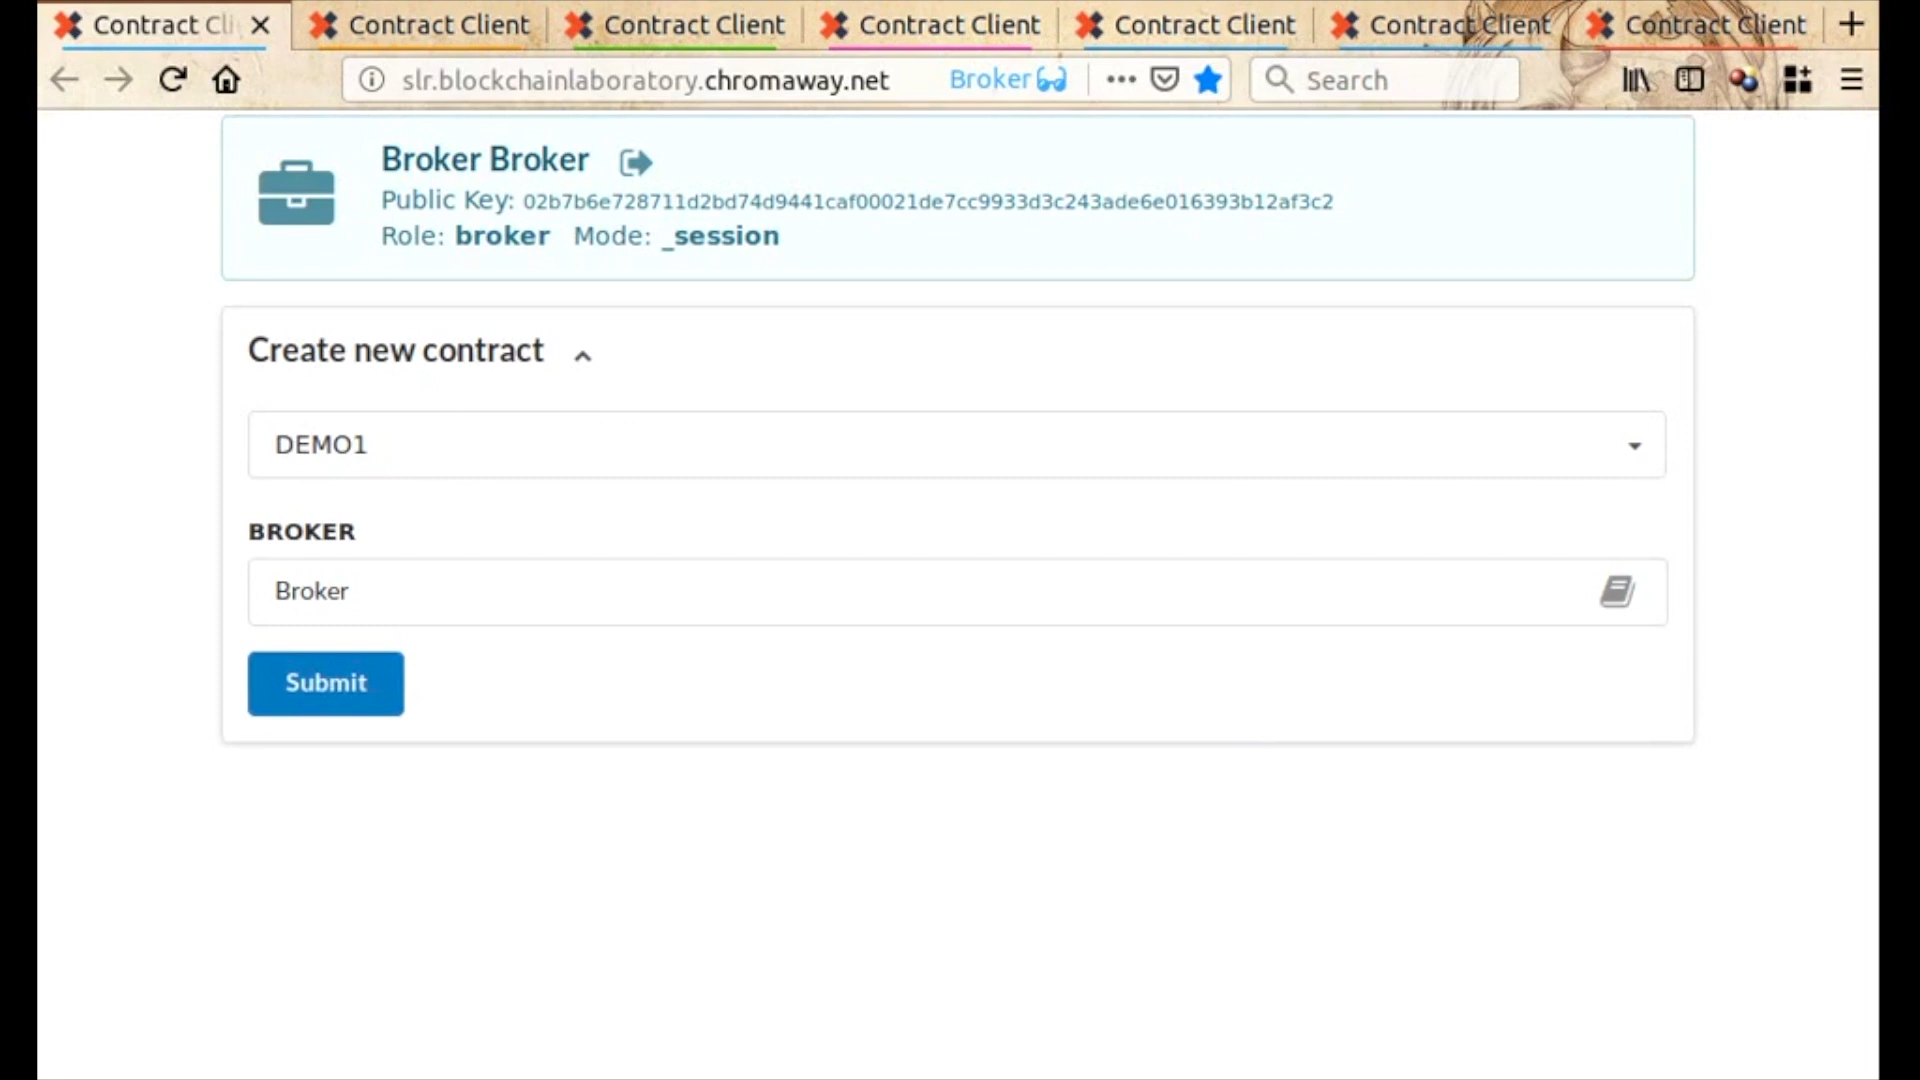 Contract Cli
Contract Client
Contract Client
Contract Client
Contract Client
Contract Client
Contract Client
slr.blockchainlaboratory.chromaway.net
Broker
Search
Broker Broker
Public Key: 02b7b6e728711d2bd74d9441caf00021de7cc9933d3c243ade6e016393b12af3c2
Role: broker Mode: _session
Create new contract
DEMO1
BROKER
Broker
Submit